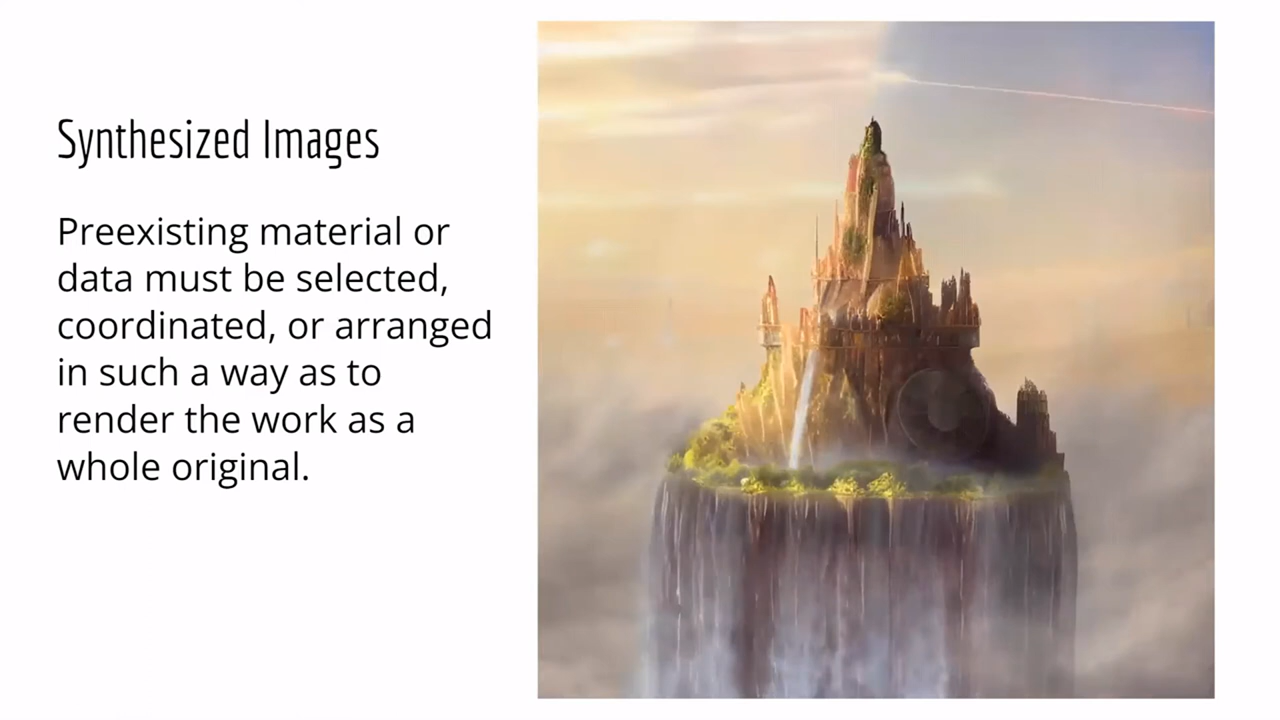 Synthesized Images
Preexisting material or
data must be selected,
coordinated, or arranged
in such a way as to
render the work as a
whole original.